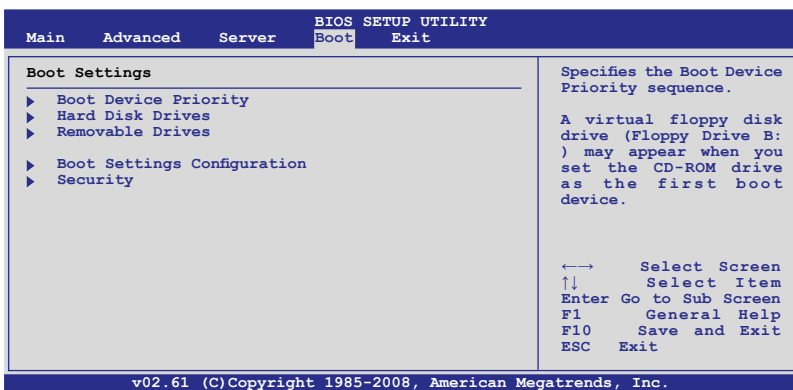 BIOS SETUP UTILITY
Main Advanced Server Boot Exit
Boot Settings
Boot Device Priority
Hard Disk Drives
Removable Drives
Boot Settings Configuration
Security
Specifies the Boot Device
Priority sequence.
A virtual floppy disk
drive (Floppy Drive B:
) may appear when you
set the CD-ROM drive
as the first boot
device.
←→ Select Screen
↑↓ Select Item
Enter Go to Sub Screen
F1 General Help
F10 Save and Exit
ESC Exit
v02.61 (C)Copyright 1985-2008, American Megatrends, Inc.